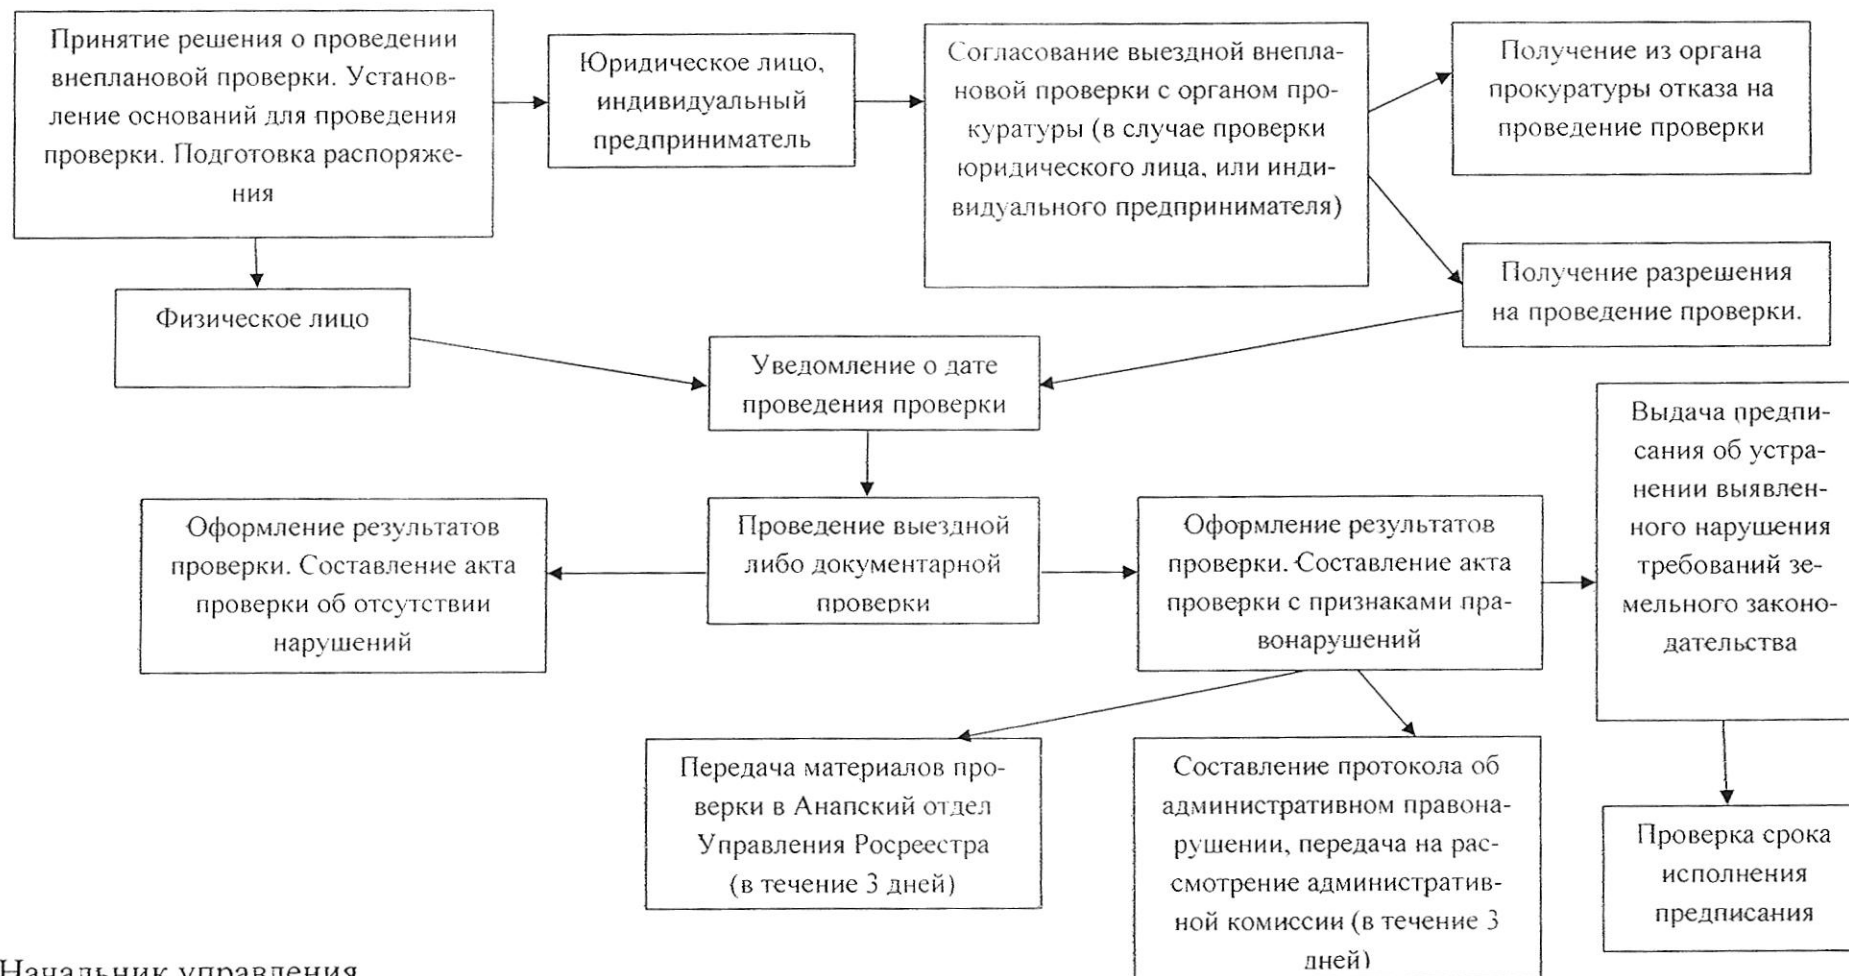 Принятие решения о проведении
внеплановой проверки. Установ-
ление оснований для проведения
проверки. Подготовка распоряже-
ния
Юридическое лицо,
индивидуальный
предприниматель
Согласование выездной внепла-
новой проверки с органом про-
куратуры (в случае проверки
юридического лица, или инди-
видуального предпринимателя)
Получение из органа
прокуратуры отказа на
проведение проверки
Получение разрешения
на проведение проверки.
Физическое лицо
Уведомление о дате
проведения проверки
Оформление результатов
проверки. Составление акта
проверки об отсутствии
нарушений
Проведение выездной
либо документарной
проверки
Оформление результатов
проверки. Составление акта
проверки с признаками пра-
вонарушений
Выдача предпи-
сания об устра-
нении выявлен-
ного нарушения
требований зе-
мельного законо-
дательства
Передача материалов про-
верки в Анапский отдел
Управления Росреестра
(в течение 3 дней)
Составление протокола об
административном правона-
рушении, передача на рас-
смотрение административ-
ной комиссии (в течение 3
дней)
Проверка срока
исполнения
предписания
Начальник управления